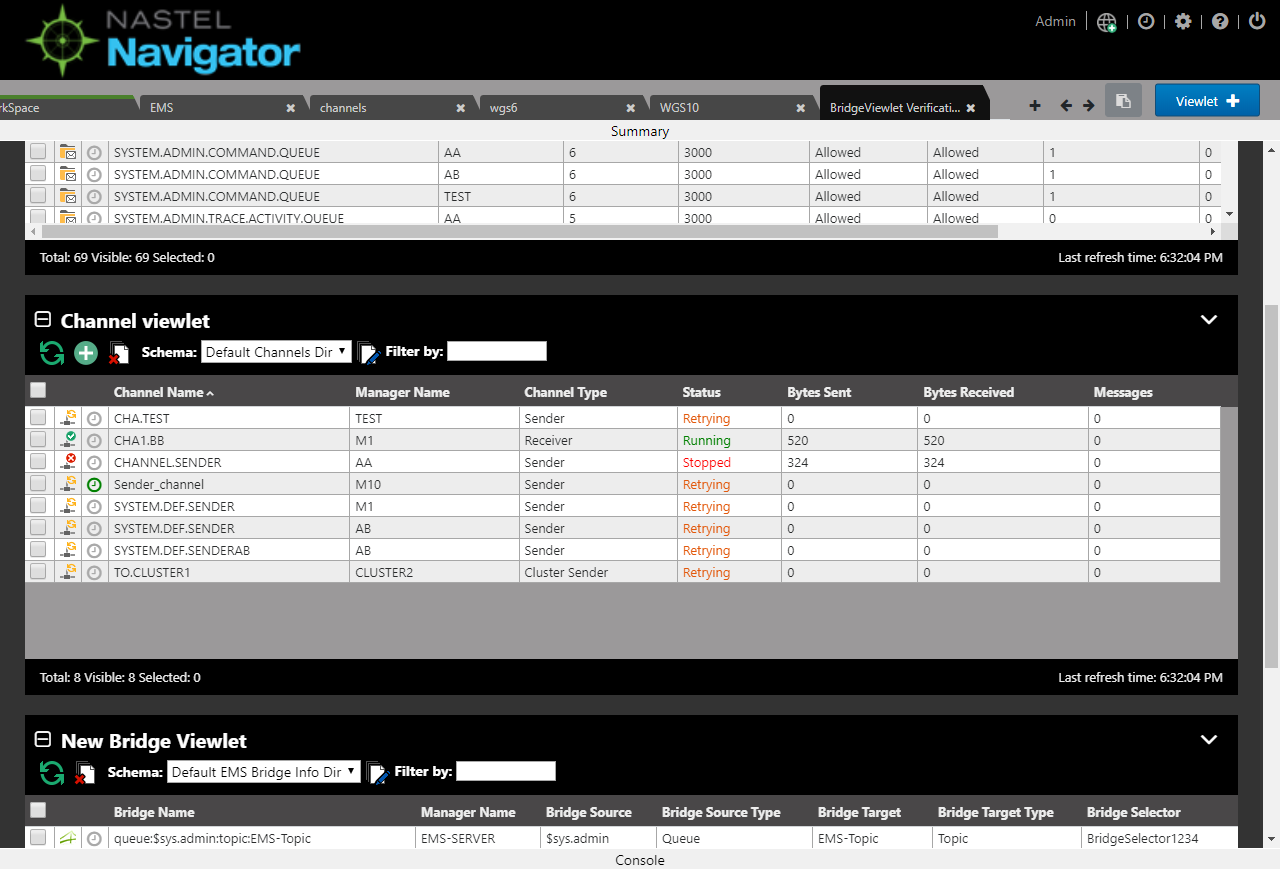 NASTEL
Navigator
Admin
rkSpace EMS channels wgs6 WGS10 BridgeViewlet Verificati... Viewlet
Summary
SYSTEM.ADMIN.COMMAND.QUEUE AA 6 3000 Allowed Allowed 1 0
SYSTEM.ADMIN.COMMAND.QUEUE AB 6 3000 Allowed Allowed 1 0
SYSTEM.ADMIN.COMMAND.QUEUE TEST 6 3000 Allowed Allowed 1 0
SYSTEM.ADMIN.TRACE.ACTIVITY.QUEUE AA 5 3000 Allowed Allowed 0 0
Total: 69 Visible: 69 Selected: 0 Last refresh time: 6:32:04 PM
Channel viewlet
Schema: Default Channels Dir Filter by:
Channel Name Manager Name Channel Type Status Bytes Sent Bytes Received Messages
CHA.TEST TEST Sender Retrying 0 0 0
CHA1.BB M1 Receiver Running 520 520 0
CHANNEL.SENDER AA Sender Stopped 324 324 0
Sender_channel M10 Sender Retrying 0 0 0
SYSTEM.DEF.SENDER M1 Sender Retrying 0 0 0
SYSTEM.DEF.SENDER AB Sender Retrying 0 0 0
SYSTEM.DEF.SENDERAB AB Sender Retrying 0 0 0
TO.CLUSTER1 CLUSTER2 Cluster Sender Retrying 0 0 0
Total: 8 Visible: 8 Selected: 0 Last refresh time: 6:32:04 PM
New Bridge Viewlet
Schema: Default EMS Bridge Info Dir Filter by:
Bridge Name Manager Name Bridge Source Bridge Source Type Bridge Target Bridge Target Type Bridge Selector
queue:$sys.admin:topic:EMS-Topic EMS-SERVER $sys.admin Queue EMS-Topic Topic BridgeSelector1234
Console